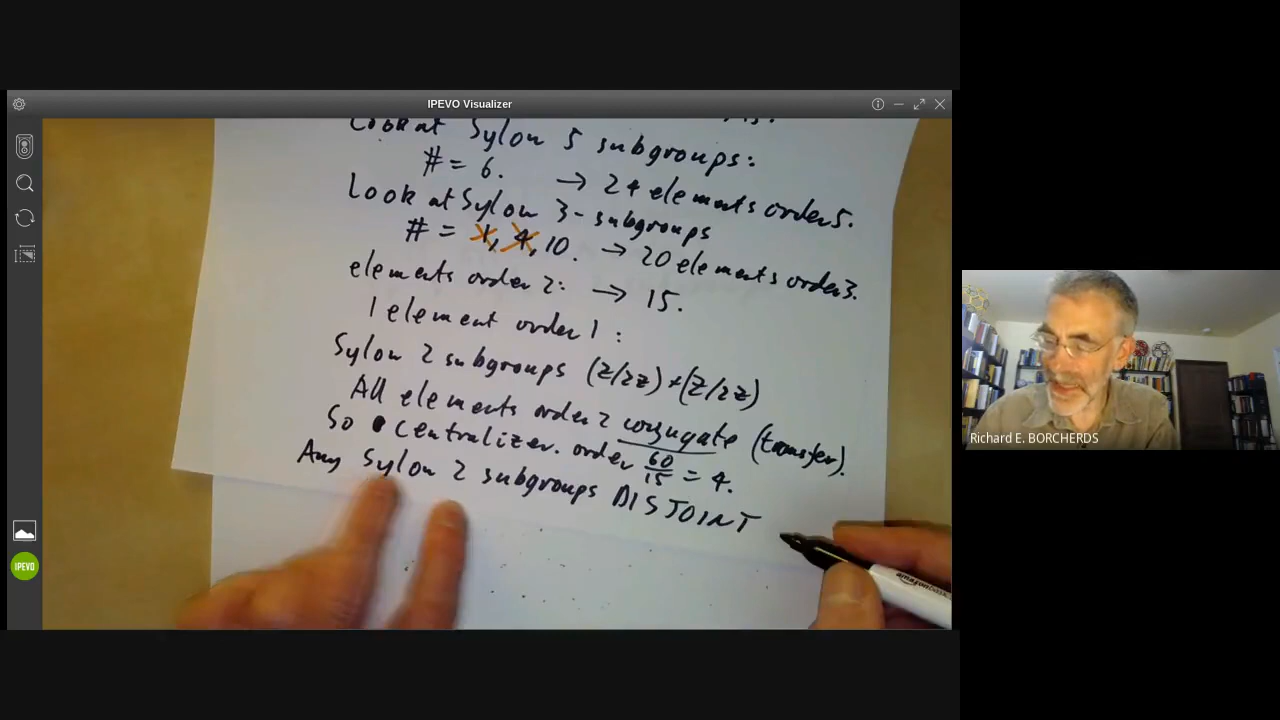 IPEVO Visualizer
Look at Sylow 5 subgroups:
# = 6. → 24 elements order 5.
Look at Sylow 3-subgroups
# = 1, 4, 10. → 20 elements order 3.
elements order 2: → 15.
1 element order 1:
Sylow 2 subgroups (Z/2Z)+(Z/2Z)
All elements order 2 conjugate (transfer).
So centralizer. order 60/15 = 4.
Any Sylow 2 subgroups DISJOINT
Richard E. BORCHERDS
IPEVO